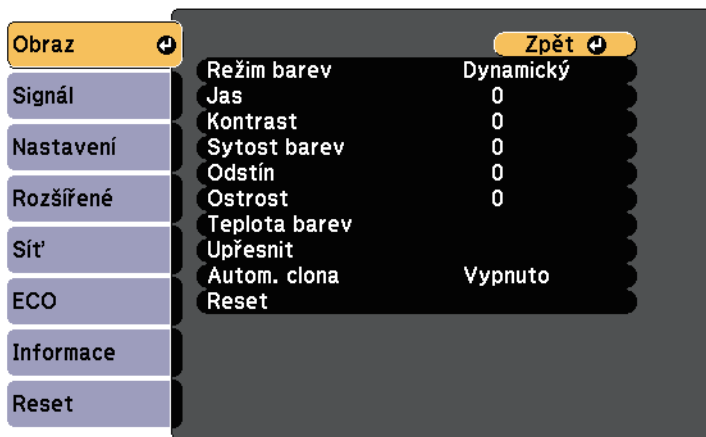 Obraz
Signál
Nastavení
Rozšířené
Síť
ECO
Informace
Reset
Zpět
Režim barev Dynamický
Jas 0
Kontrast 0
Sytost barev 0
Odstín 0
Ostrost 0
Teplota barev
Upřesnit
Autom. clona Vypnuto
Reset